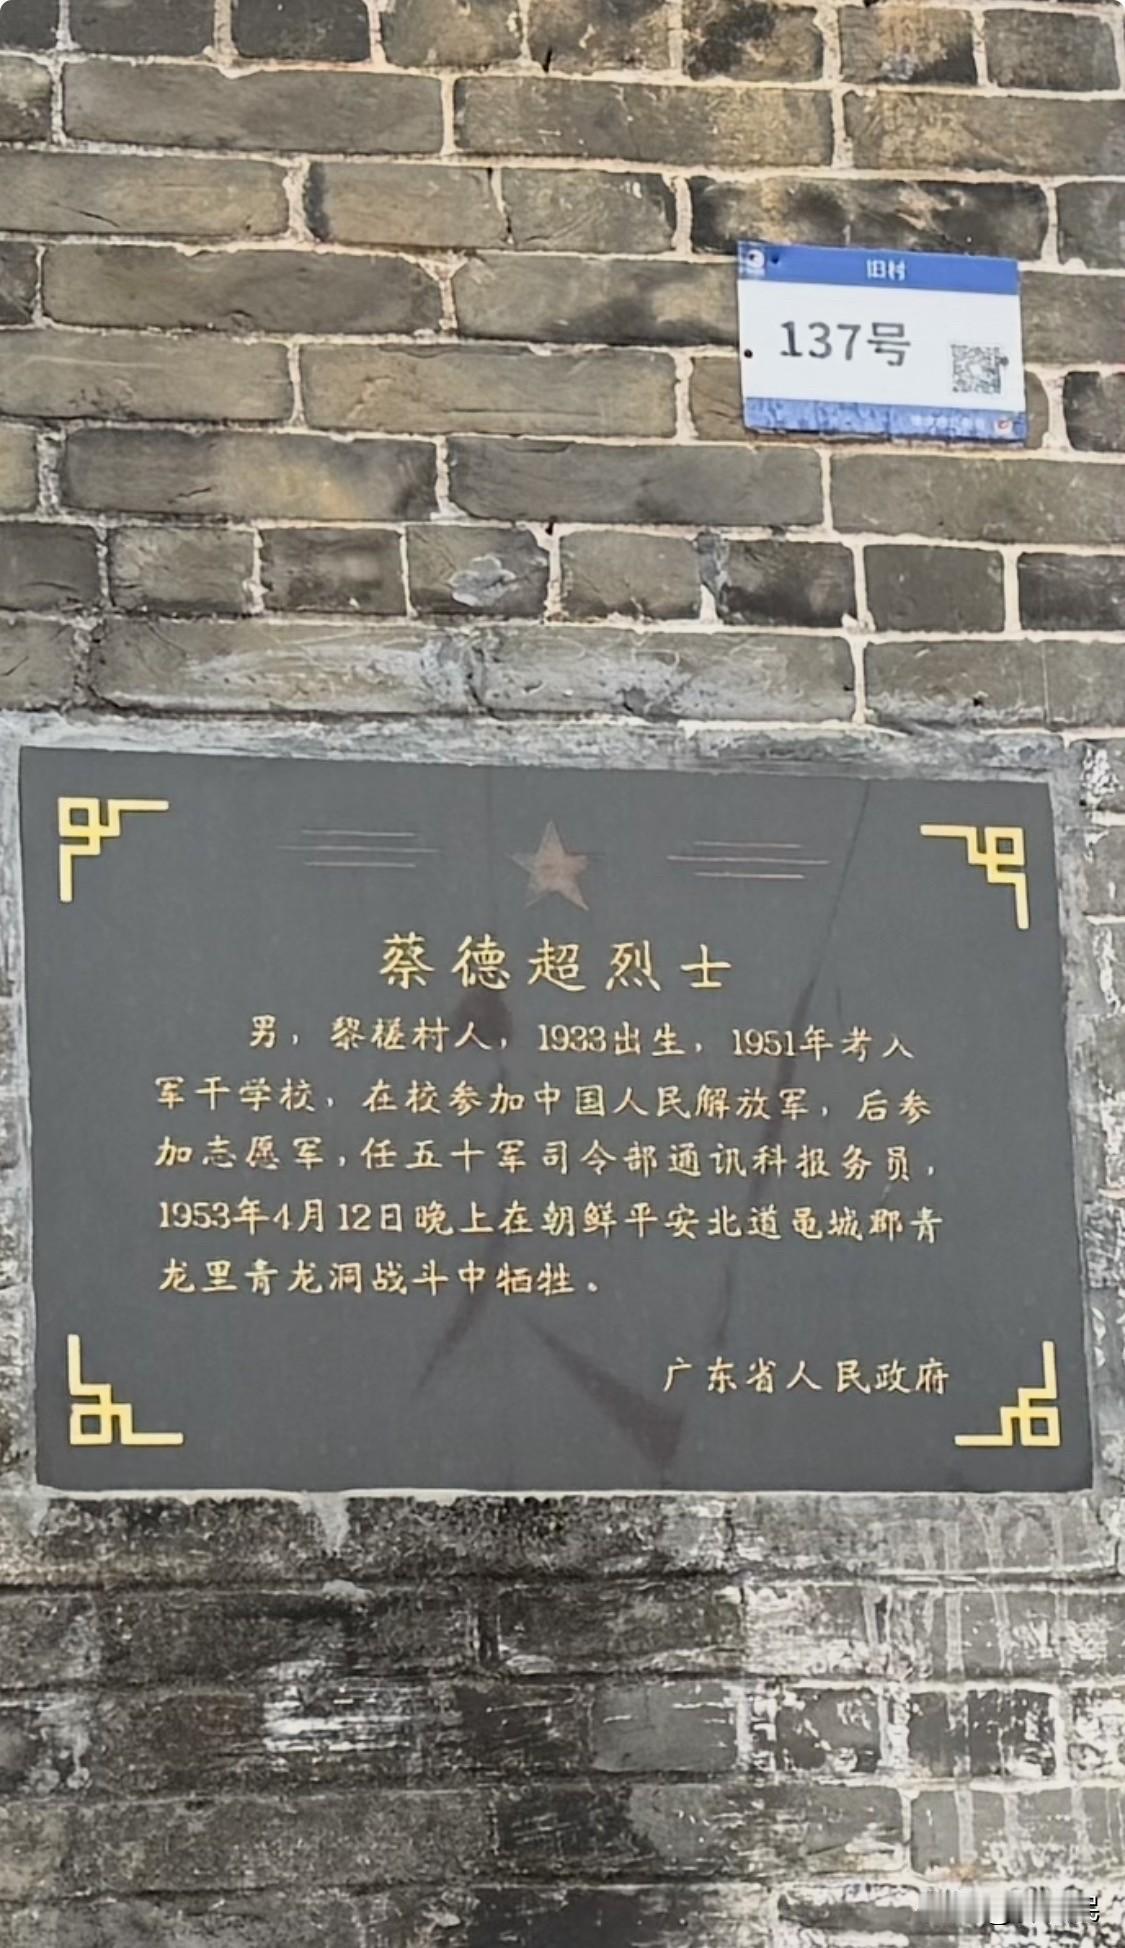 旧村
137号
蔡德超烈士
男，黎槎村人，1933出生，1951年考入
军干学校，在校参加中国人民解放军，后参
加志愿军，任五十军司令部通讯科报务员，
1953年4月12日晚上在朝鲜平安北道黾城郡青
龙里青龙洞战斗中牺牲。
广东省人民政府